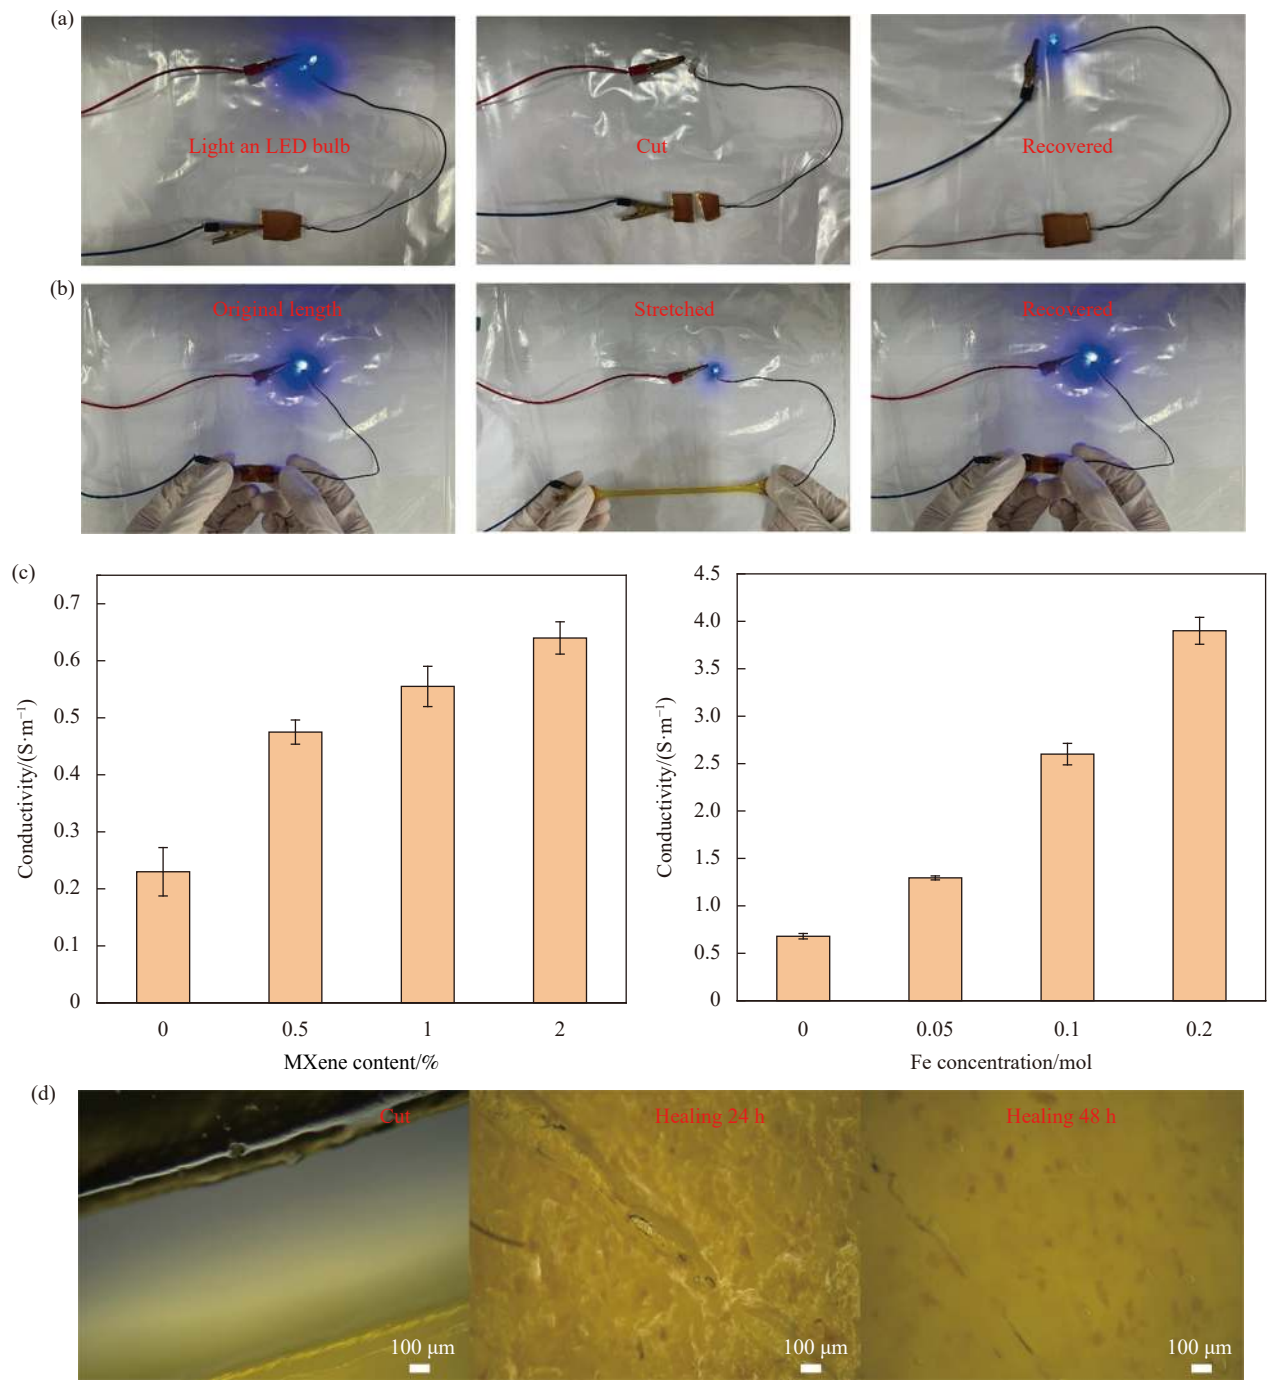 (a)
Light an LED bulb
Cut
Recovered
(b)
Original length
Stretched
Recovered
(c)
0.7
0.6
0.5
0.4
0.3
0.2
0.1
0
Conductivity/(S·m⁻¹)
0
0.5
1
2
MXene content/%
4.5
4.0
3.5
3.0
2.5
2.0
1.5
1.0
0.5
0
Conductivity/(S·m⁻¹)
0
0.05
0.1
0.2
Fe concentration/mol
(d)
Cut
Healing 24 h
Healing 48 h
100 μm
100 μm
100 μm